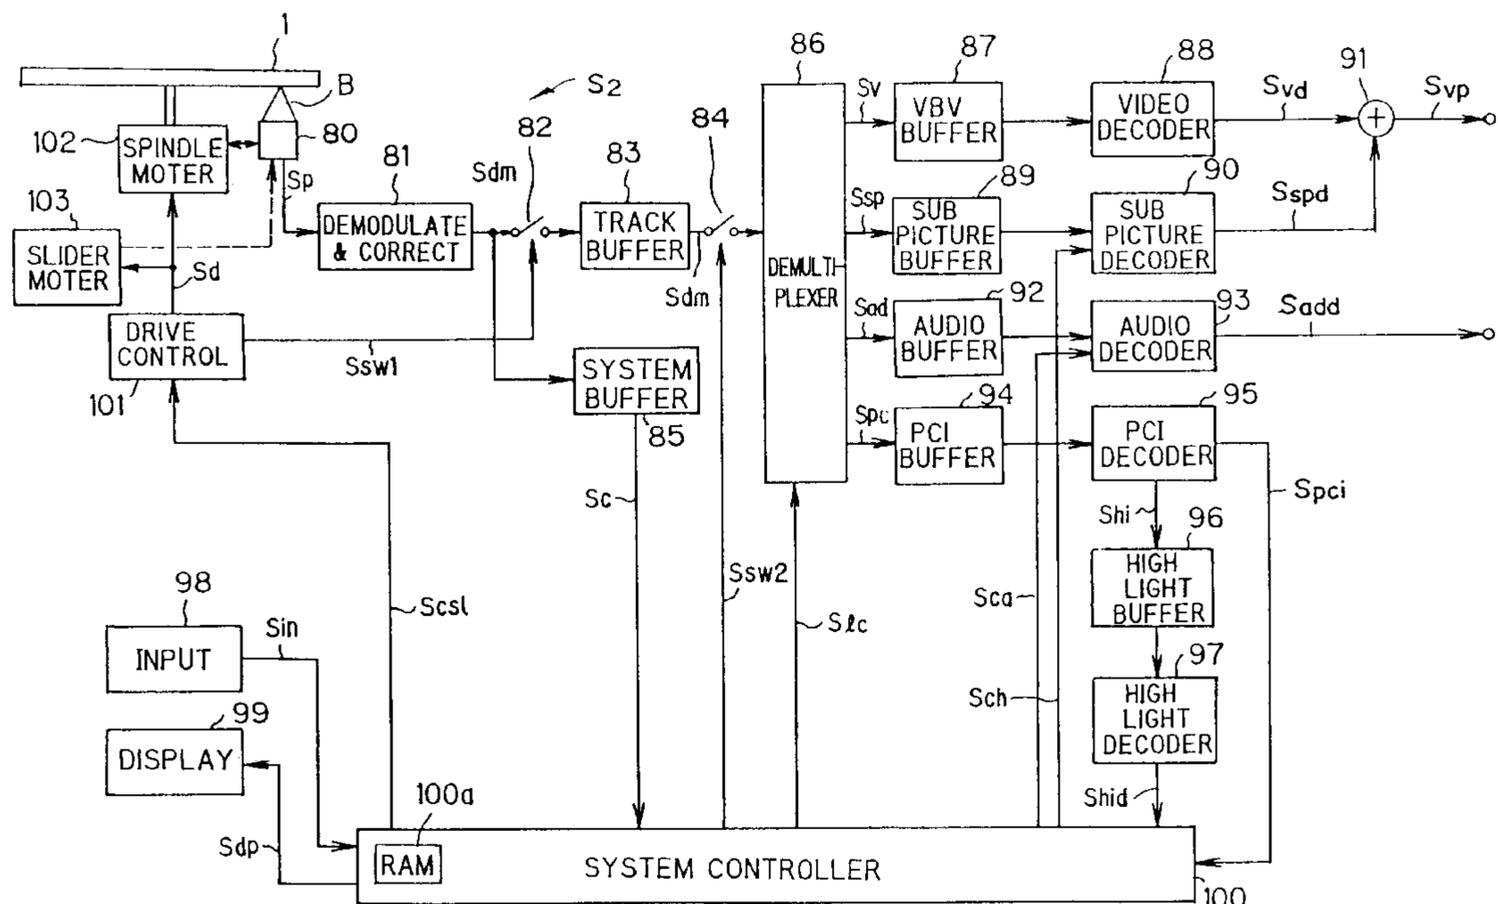 1
B
S2
102
SPINDLE
MOTER
80
Sp
103
SLIDER
MOTER
Sd
81
DEMODULATE
& CORRECT
Sdm
82
83
TRACK
BUFFER
84
Sdm
86
DEMULTI
PLEXER
Sv
87
VBV
BUFFER
88
VIDEO
DECODER
Svd
91
+
Svp
Ssp
89
SUB
PICTURE
BUFFER
90
SUB
PICTURE
DECODER
Sspd
Sad
92
AUDIO
BUFFER
93
AUDIO
DECODER
Sadd
Spc
94
PCI
BUFFER
95
PCI
DECODER
Spci
DRIVE
CONTROL
101
Ssw1
SYSTEM
BUFFER
85
Sc
Shi
96
HIGH
LIGHT
BUFFER
97
HIGH
LIGHT
DECODER
Shid
98
INPUT
Sin
99
DISPLAY
Sdp
Scsl
Ssw2
Slc
Sca
Sch
100a
RAM
SYSTEM CONTROLLER
100